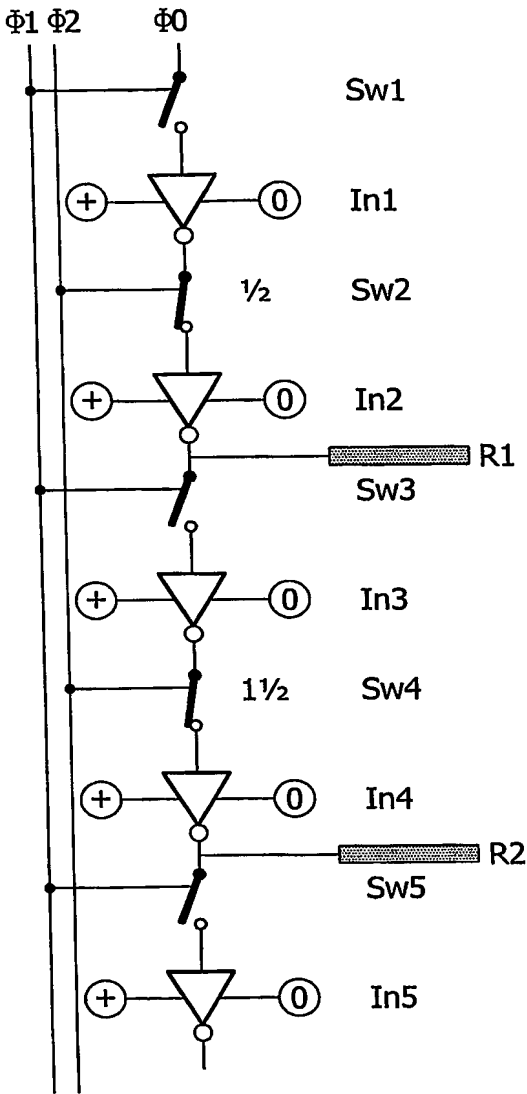 Φ1 Φ2 Φ0
Sw1
+ 0 In1
½ Sw2
+ 0 In2
R1
Sw3
+ 0 In3
1½ Sw4
+ 0 In4
R2
Sw5
+ 0 In5